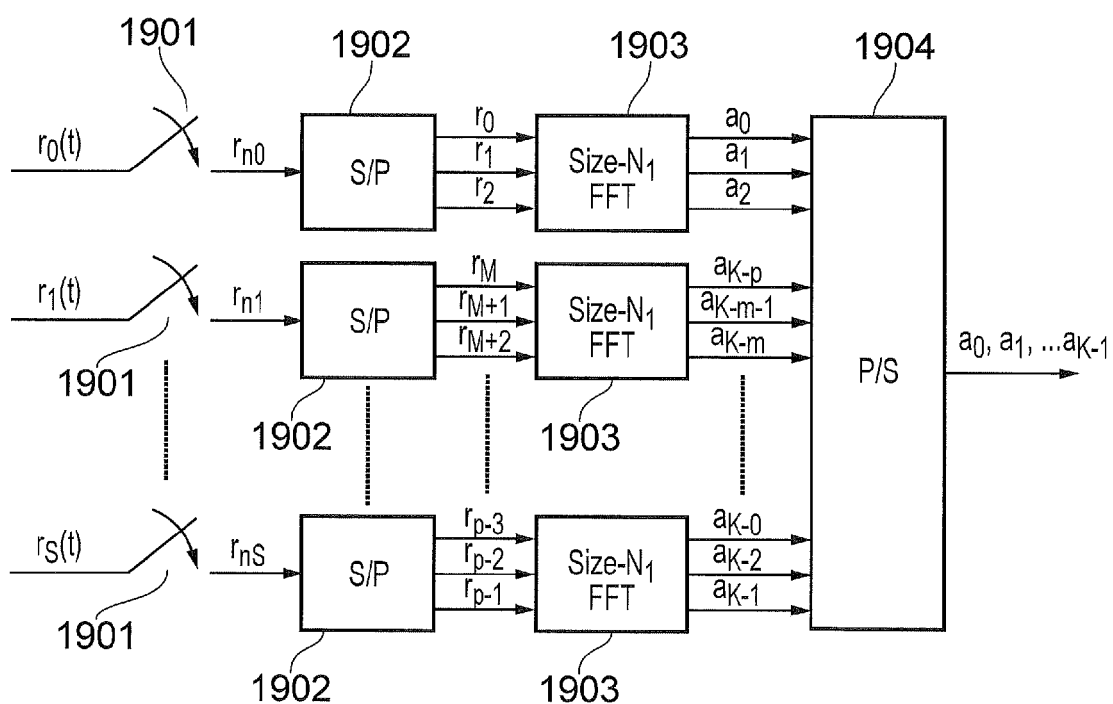 1901
1902
1903
1904
r0(t)
rn0
S/P
r0
r1
r2
Size-N1
FFT
a0
a1
a2
r1(t)
rn1
S/P
rM
rM+1
rM+2
Size-N1
FFT
aK-p
aK-m-1
aK-m
P/S
a0, a1, ...aK-1
1901
1902
1903
rS(t)
rnS
S/P
rp-3
rp-2
rp-1
Size-N1
FFT
aK-0
aK-2
aK-1
1901
1902
1903